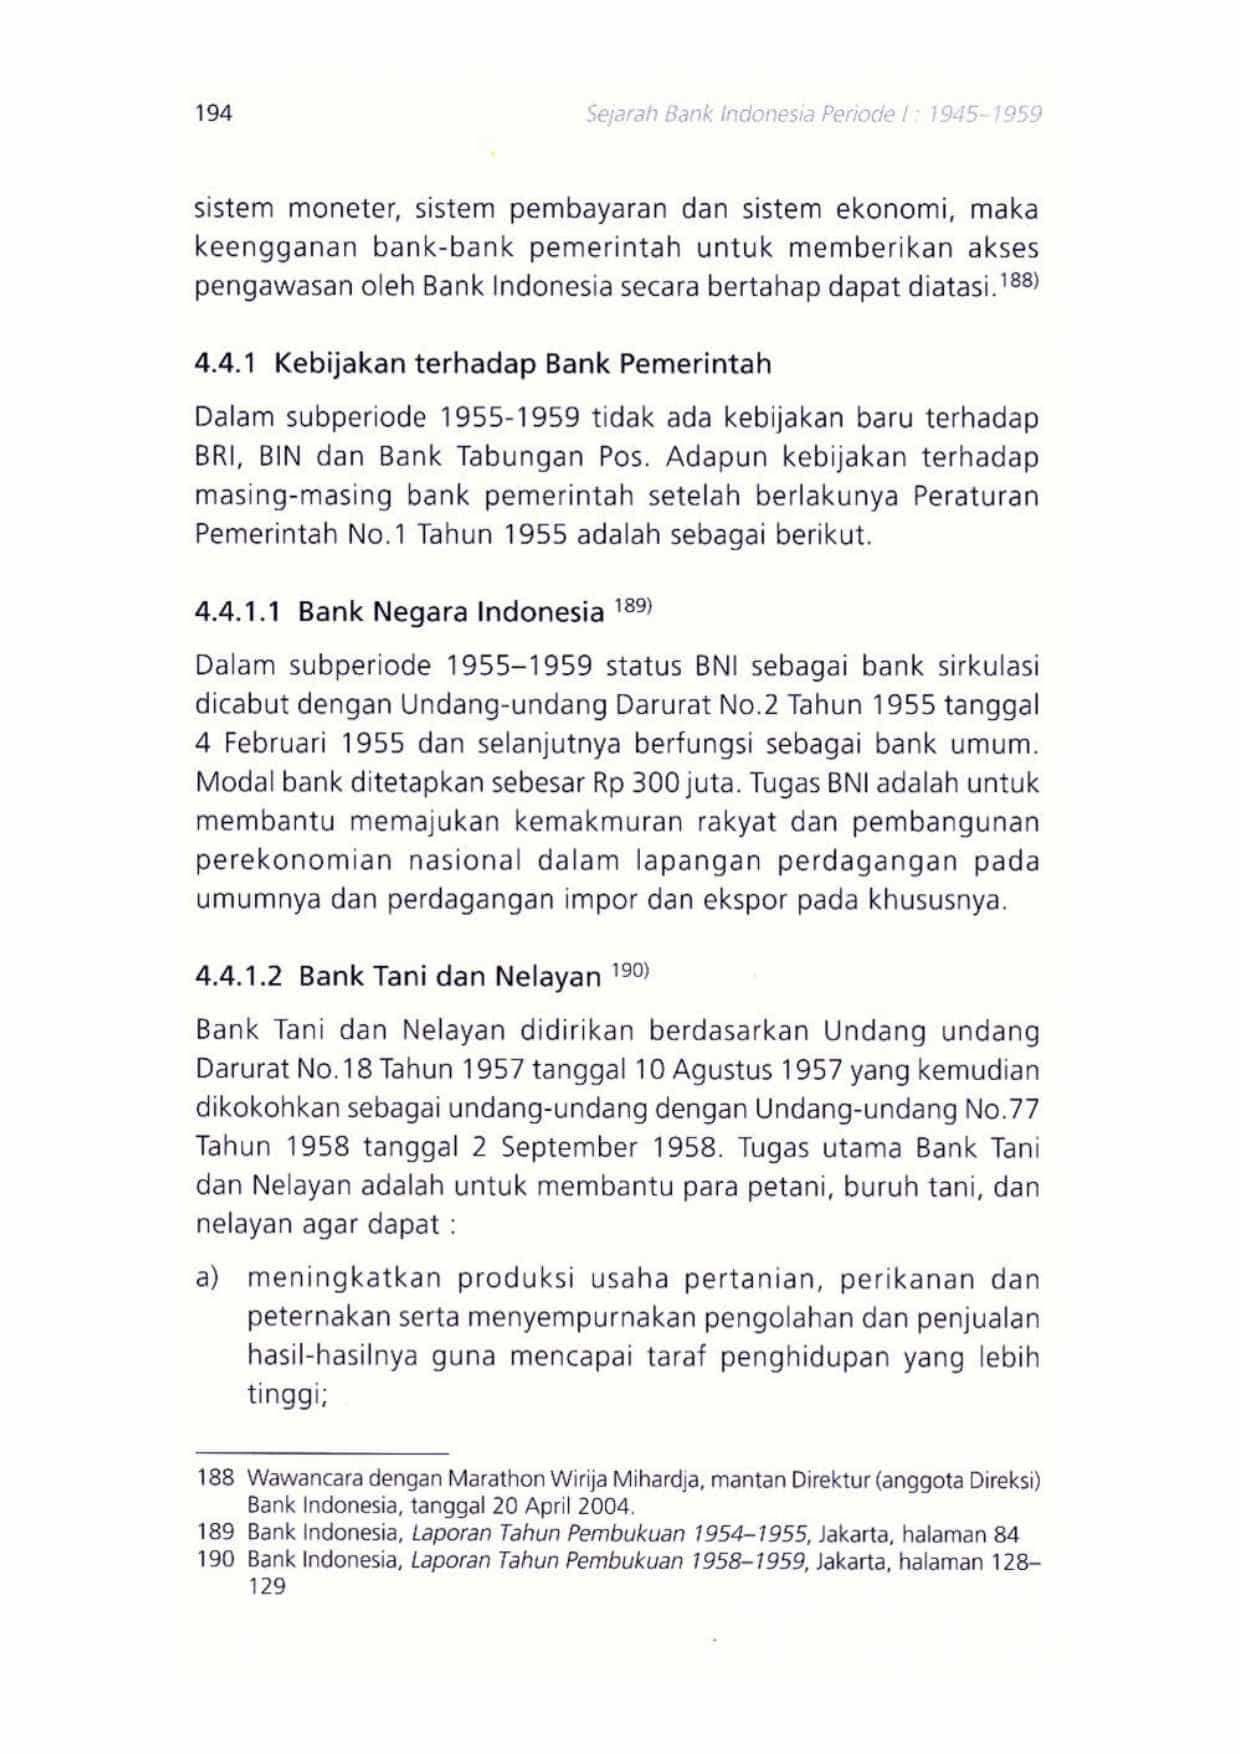 194
Sejarah Bank Indonesia Periode I : 1945–1959
sistem moneter, sistem pembayaran dan sistem ekonomi, maka
keengganan bank-bank pemerintah untuk memberikan akses
pengawasan oleh Bank Indonesia secara bertahap dapat diatasi.188)
4.4.1 Kebijakan terhadap Bank Pemerintah
Dalam subperiode 1955-1959 tidak ada kebijakan baru terhadap
BRI, BIN dan Bank Tabungan Pos. Adapun kebijakan terhadap
masing-masing bank pemerintah setelah berlakunya Peraturan
Pemerintah No.1 Tahun 1955 adalah sebagai berikut.
4.4.1.1 Bank Negara Indonesia 189)
Dalam subperiode 1955–1959 status BNI sebagai bank sirkulasi
dicabut dengan Undang-undang Darurat No.2 Tahun 1955 tanggal
4 Februari 1955 dan selanjutnya berfungsi sebagai bank umum.
Modal bank ditetapkan sebesar Rp 300 juta. Tugas BNI adalah untuk
membantu memajukan kemakmuran rakyat dan pembangunan
perekonomian nasional dalam lapangan perdagangan pada
umumnya dan perdagangan impor dan ekspor pada khususnya.
4.4.1.2 Bank Tani dan Nelayan 190)
Bank Tani dan Nelayan didirikan berdasarkan Undang undang
Darurat No.18 Tahun 1957 tanggal 10 Agustus 1957 yang kemudian
dikokohkan sebagai undang-undang dengan Undang-undang No.77
Tahun 1958 tanggal 2 September 1958. Tugas utama Bank Tani
dan Nelayan adalah untuk membantu para petani, buruh tani, dan
nelayan agar dapat :
a) meningkatkan produksi usaha pertanian, perikanan dan
peternakan serta menyempurnakan pengolahan dan penjualan
hasil-hasilnya guna mencapai taraf penghidupan yang lebih
tinggi;
188 Wawancara dengan Marathon Wirija Mihardja, mantan Direktur (anggota Direksi)
Bank Indonesia, tanggal 20 April 2004.
189 Bank Indonesia, Laporan Tahun Pembukuan 1954–1955, Jakarta, halaman 84
190 Bank Indonesia, Laporan Tahun Pembukuan 1958–1959, Jakarta, halaman 128–
129